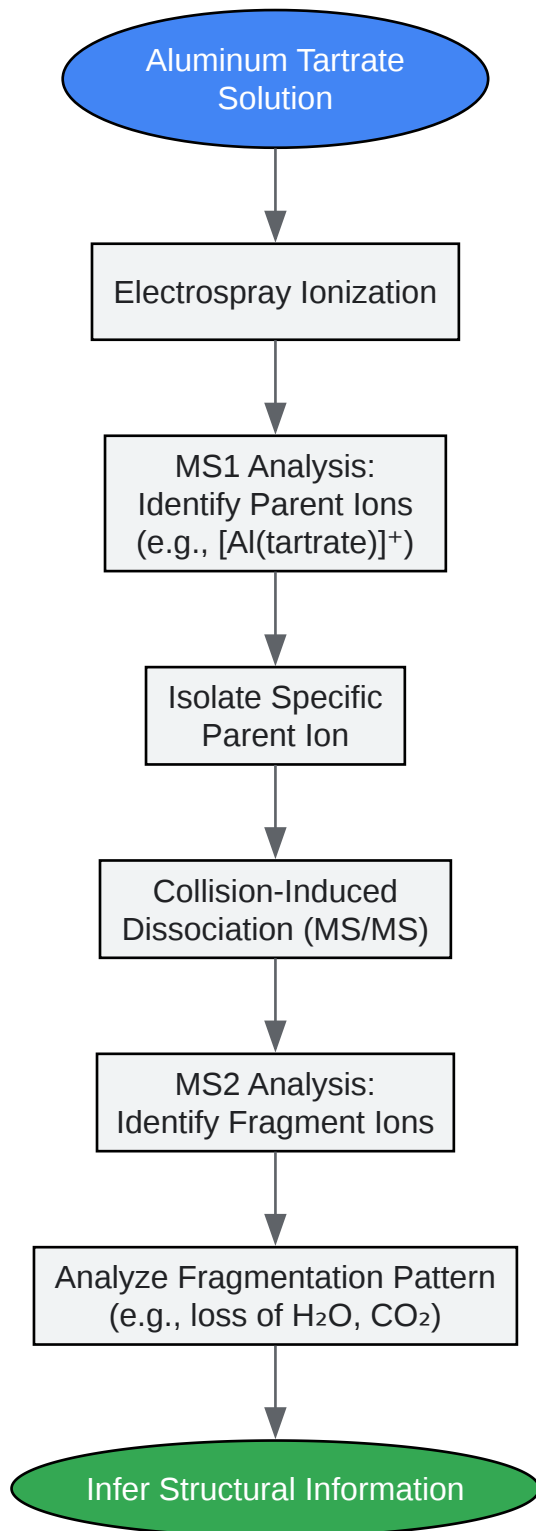 Aluminum Tartrate
Solution
Electrospray Ionization
MS1 Analysis:
Identify Parent Ions
(e.g., [Al(tartrate)]⁺)
Isolate Specific
Parent Ion
Collision-Induced
Dissociation (MS/MS)
MS2 Analysis:
Identify Fragment Ions
Analyze Fragmentation Pattern
(e.g., loss of H₂O, CO₂)
Infer Structural Information